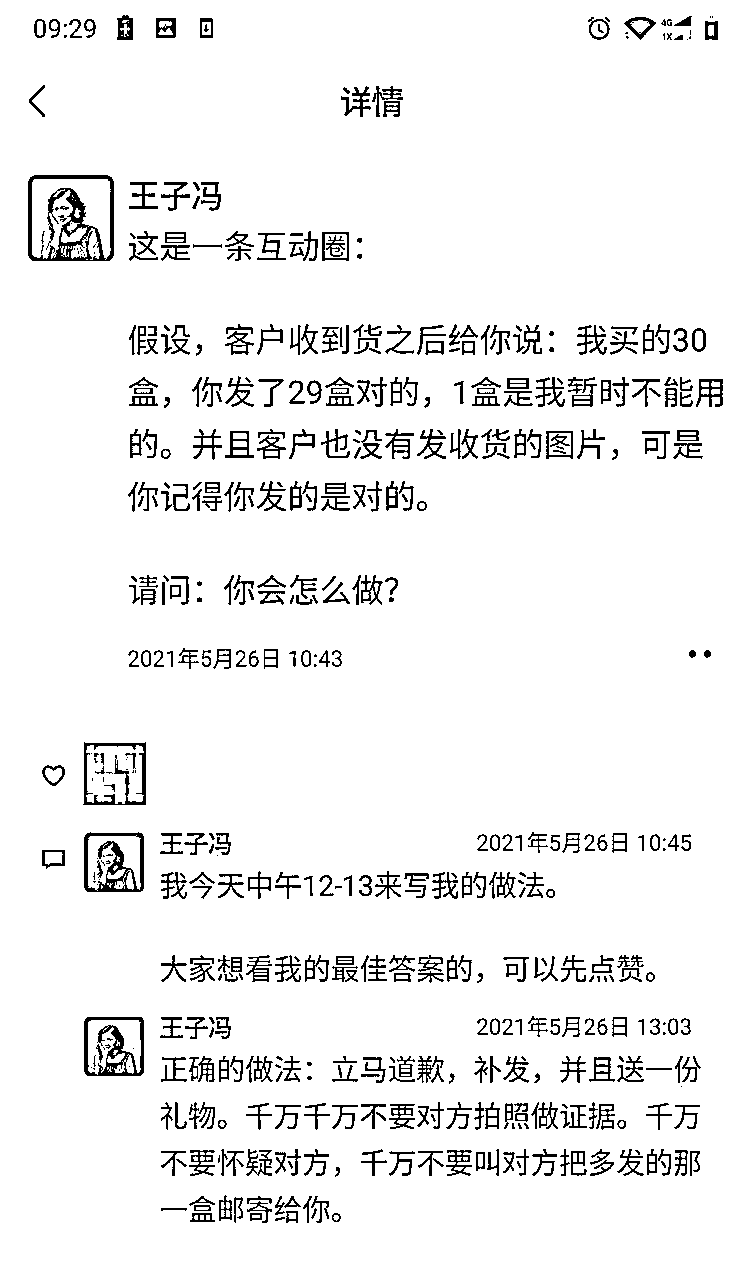 09:29
4G
1X
详情
王子冯
这是一条互动圈：
假设，客户收到货之后给你说：我买的30
盒，你发了29盒对的，1盒是我暂时不能用
的。并且客户也没有发收货的图片，可是
你记得你发的是对的。
请问：你会怎么做？
2021年5月26日 10:43
王子冯 2021年5月26日 10:45
我今天中午12-13来写我的做法。
大家想看我的最佳答案的，可以先点赞。
王子冯 2021年5月26日 13:03
正确的做法：立马道歉，补发，并且送一份
礼物。千万千万不要对方拍照做证据。千万
不要怀疑对方，千万不要叫对方把多发的那
一盒邮寄给你。